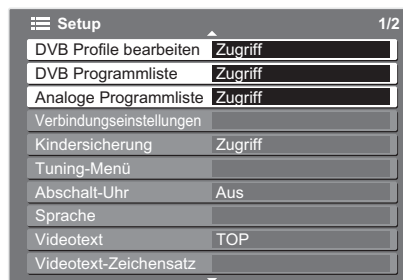 Setup 1/2
DVB Profile bearbeiten Zugriff
DVB Programmliste Zugriff
Analoge Programmliste Zugriff
Verbindungseinstellungen
Kindersicherung Zugriff
Tuning-Menü
Abschalt-Uhr Aus
Sprache
Videotext TOP
Videotext-Zeichensatz